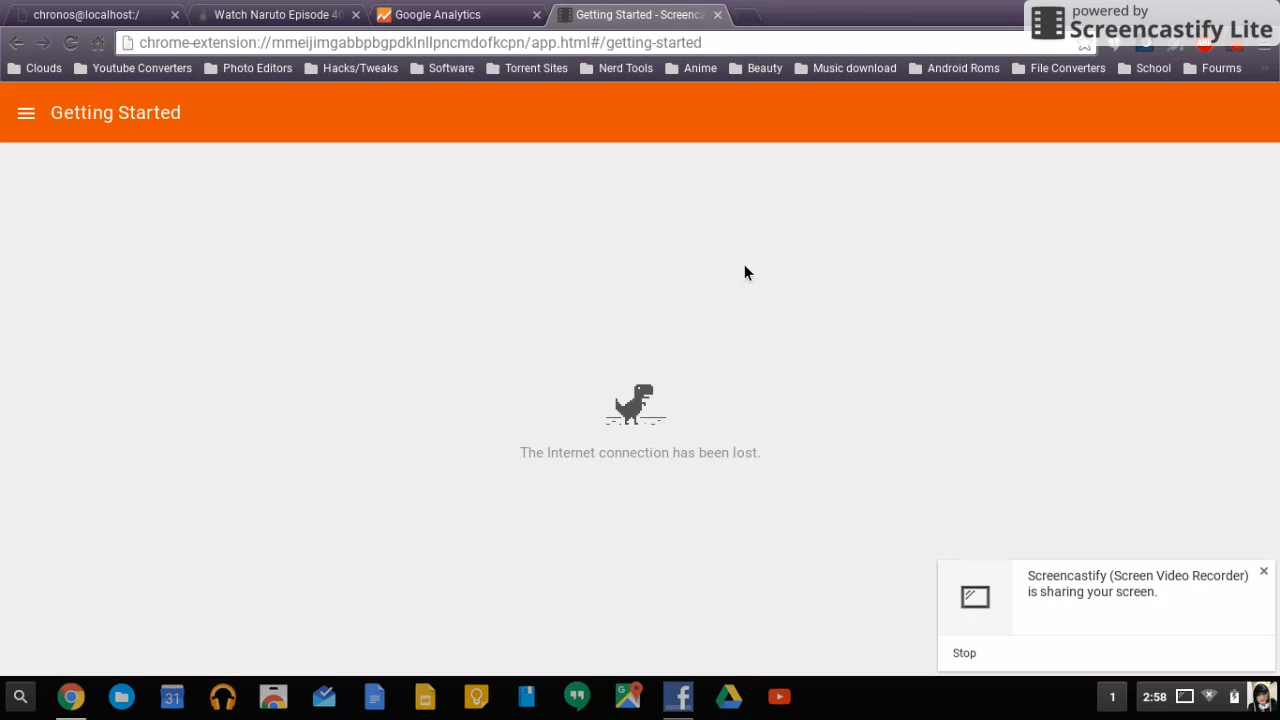 chronos@localhost:/
Watch Naruto Episode 4
Google Analytics
Getting Started - Screenc
powered by
Screencastify Lite
chrome-extension://mmeijimgabbpbgpdklnllpncmdofkcpn/app.html#/getting-started
Clouds
Youtube Converters
Photo Editors
Hacks/Tweaks
Software
Torrent Sites
Nerd Tools
Anime
Beauty
Music download
Android Roms
File Converters
School
Fourms
Getting Started
The Internet connection has been lost.
Screencastify (Screen Video Recorder)
is sharing your screen.
Stop
31
1
2:58